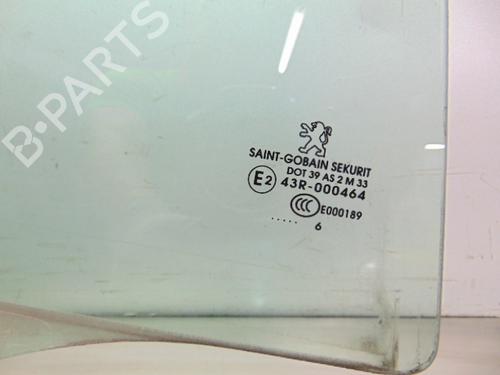 B-PARTS
SAINT-GOBAIN SEKURIT
DOT 39 AS 2 M 33
E2 43R-000464
CCC E000189
..... 6